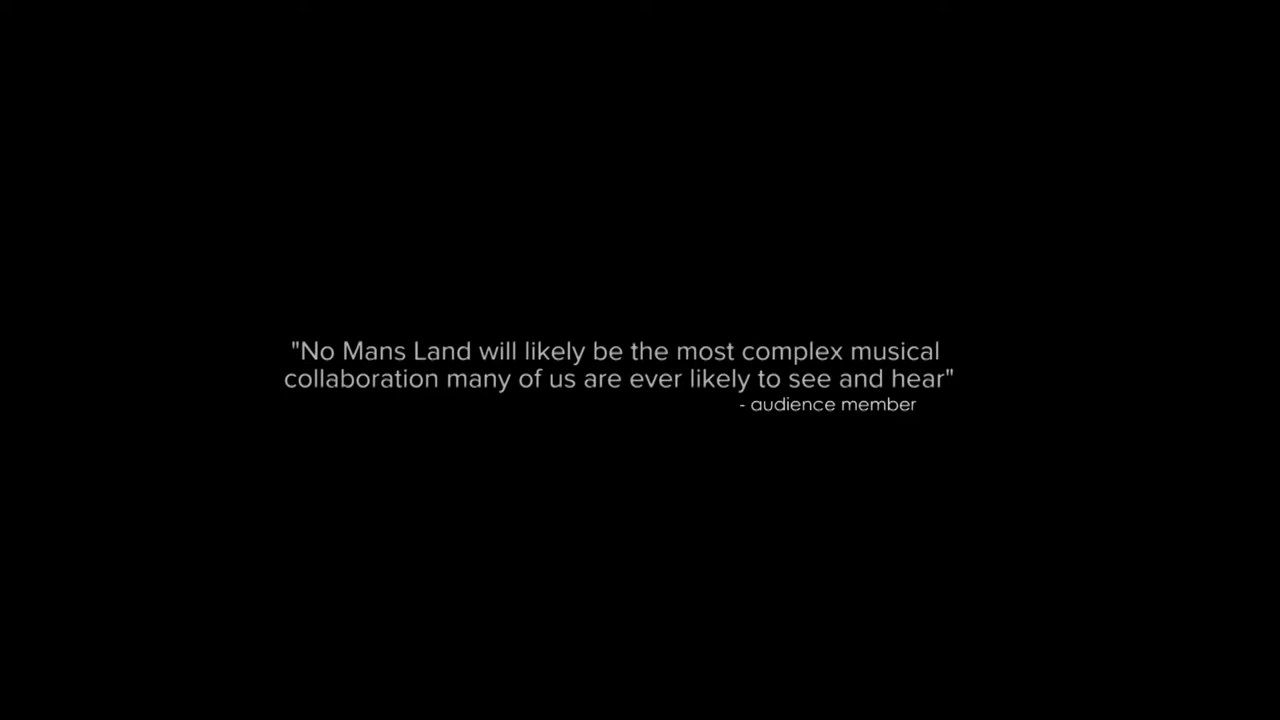 "No Mans Land will likely be the most complex musical
collaboration many of us are ever likely to see and hear"
- audience member